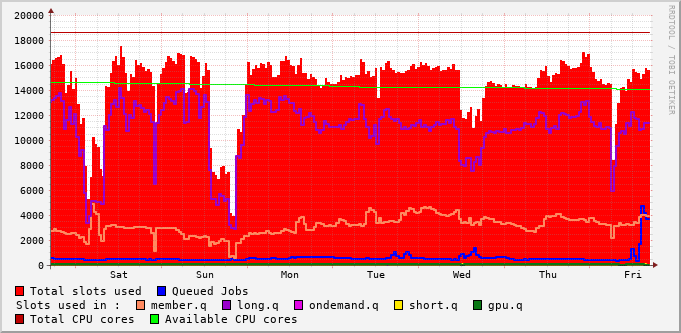 20000
18000
16000
14000
12000
10000
8000
6000
4000
2000
0
Sat Sun Mon Tue Wed Thu Fri
RRDTOOL / TOBI OETIKER
Total slots used Queued Jobs
Slots used in : member.q long.q ondemand.q short.q gpu.q
Total CPU cores Available CPU cores